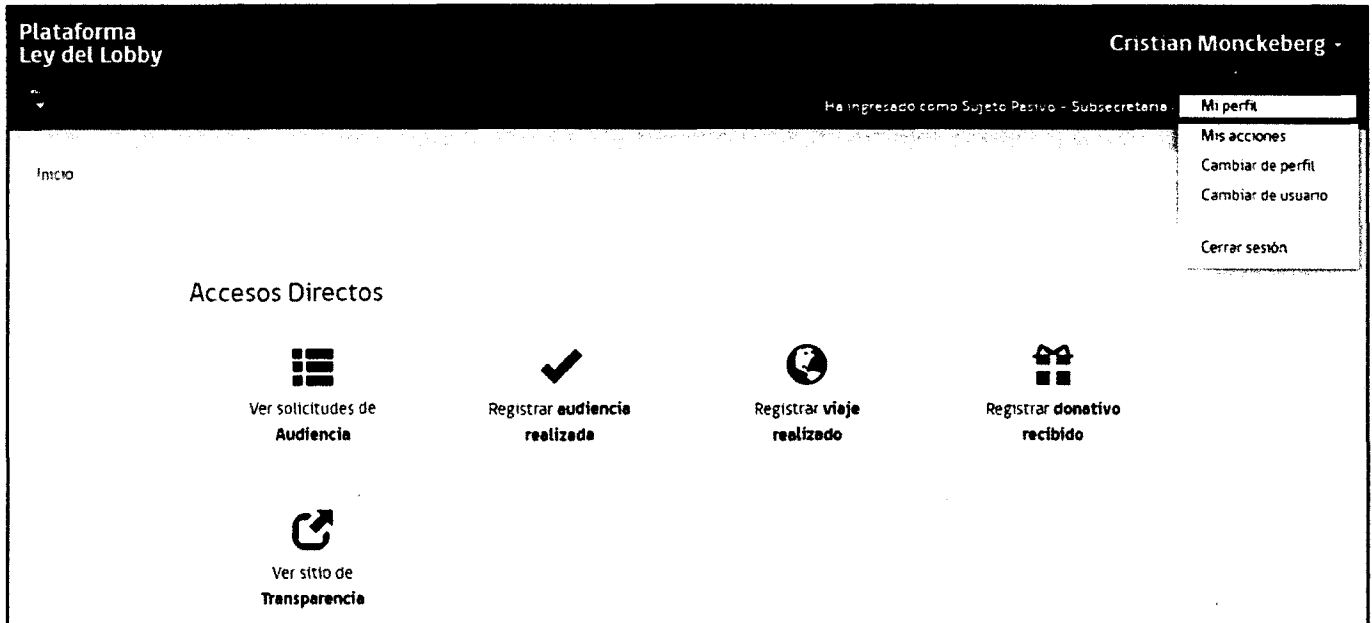 Plataforma
Ley del Lobby
Cristian Monckeberg
Ha ingresado como Sujeto Pasivo - Subsecretaria
Mi perfil
Mis acciones
Cambiar de perfil
Cambiar de usuario
Cerrar sesión
Inicio
Accesos Directos
Ver solicitudes de
Audiencia
Registrar audiencia
realizada
Registrar viaje
realizado
Registrar donativo
recibido
Ver sitio de
Transparencia